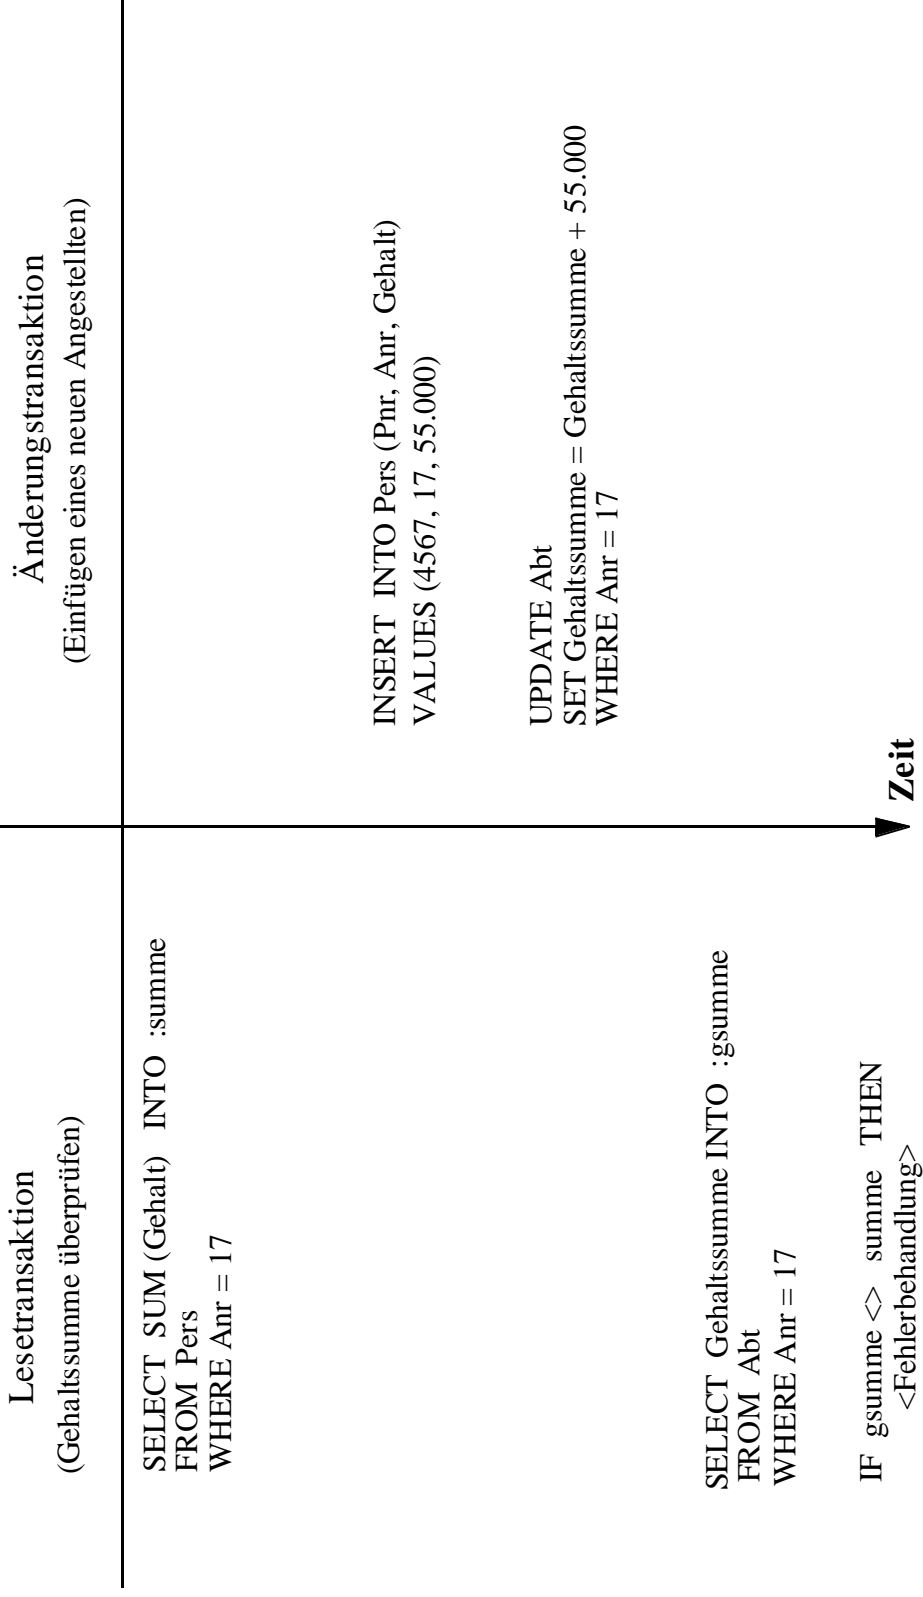 Lesetransaktion
(Gehaltssumme überprüfen)
Änderungstransaktion
(Einfügen eines neuen Angestellten)
SELECT SUM (Gehalt) INTO :summe
FROM Pers
WHERE Anr = 17
INSERT INTO Pers (Pnr, Anr, Gehalt)
VALUES (4567, 17, 55.000)
UPDATE Abt
SET Gehaltssumme = Gehaltssumme + 55.000
WHERE Anr = 17
SELECT Gehaltssumme INTO :gsumme
FROM Abt
WHERE Anr = 17
IF gsumme <> summe THEN
<Fehlerbehandlung>
Zeit